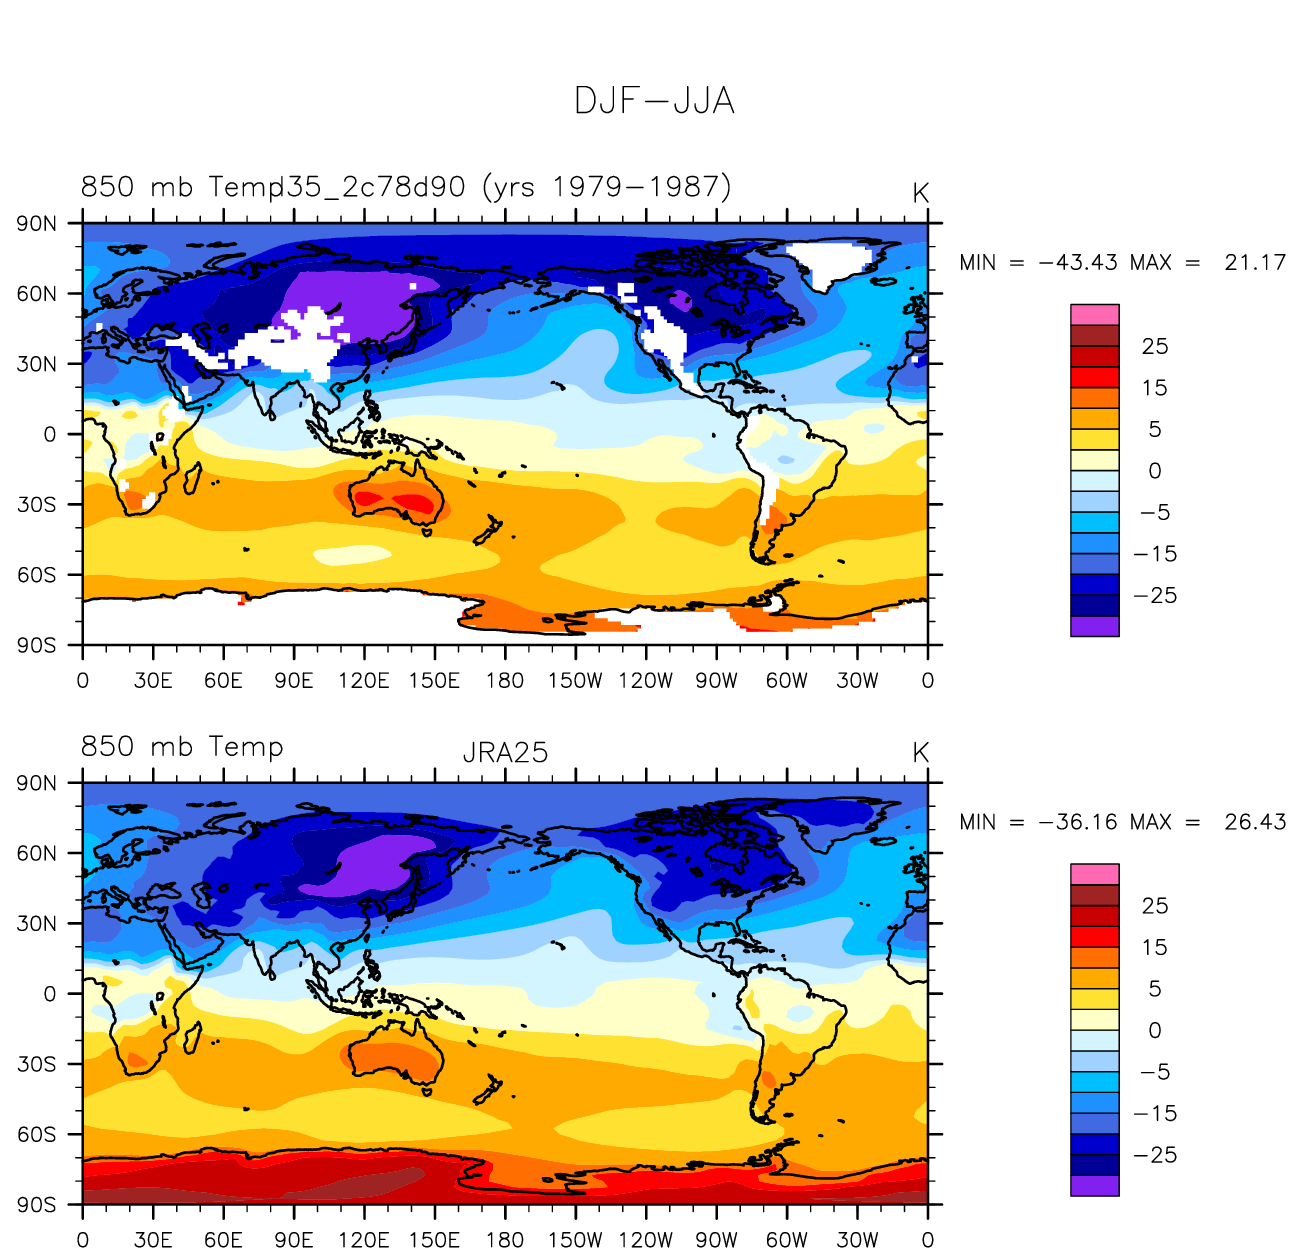 DJF−JJA
850 mb Temp d35_2c78d90 (yrs 1979−1987) K
90N
60N
30N
0
30S
60S
90S
0 30E 60E 90E 120E 150E 180 150W 120W 90W 60W 30W 0
MIN = −43.43 MAX = 21.17
25
15
5
0
−5
−15
−25
850 mb Temp JRA25 K
90N
60N
30N
0
30S
60S
90S
0 30E 60E 90E 120E 150E 180 150W 120W 90W 60W 30W 0
MIN = −36.16 MAX = 26.43
25
15
5
0
−5
−15
−25